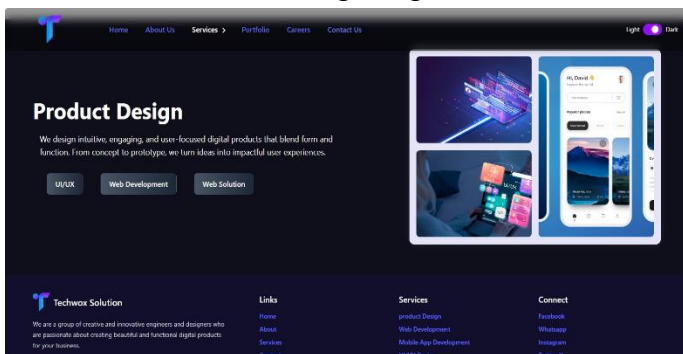 Home About Us Services > Portfolio Careers Contact Us Light Dark
Product Design
We design intuitive, engaging, and user-focused digital products that blend form and
function. From concept to prototype, we turn ideas into impactful user experiences.
UI/UX Web Development Web Solution
Hi, David
Popular places
UI/UX
Techwox Solution
We are a group of creative and innovative engineers and designers who
are passionate about creating beautiful and functional digital products
for your business.
Links
Home
About
Services
Services
product Design
Web Development
Mobile App Development
Connect
Facebook
Whatsapp
Instagram